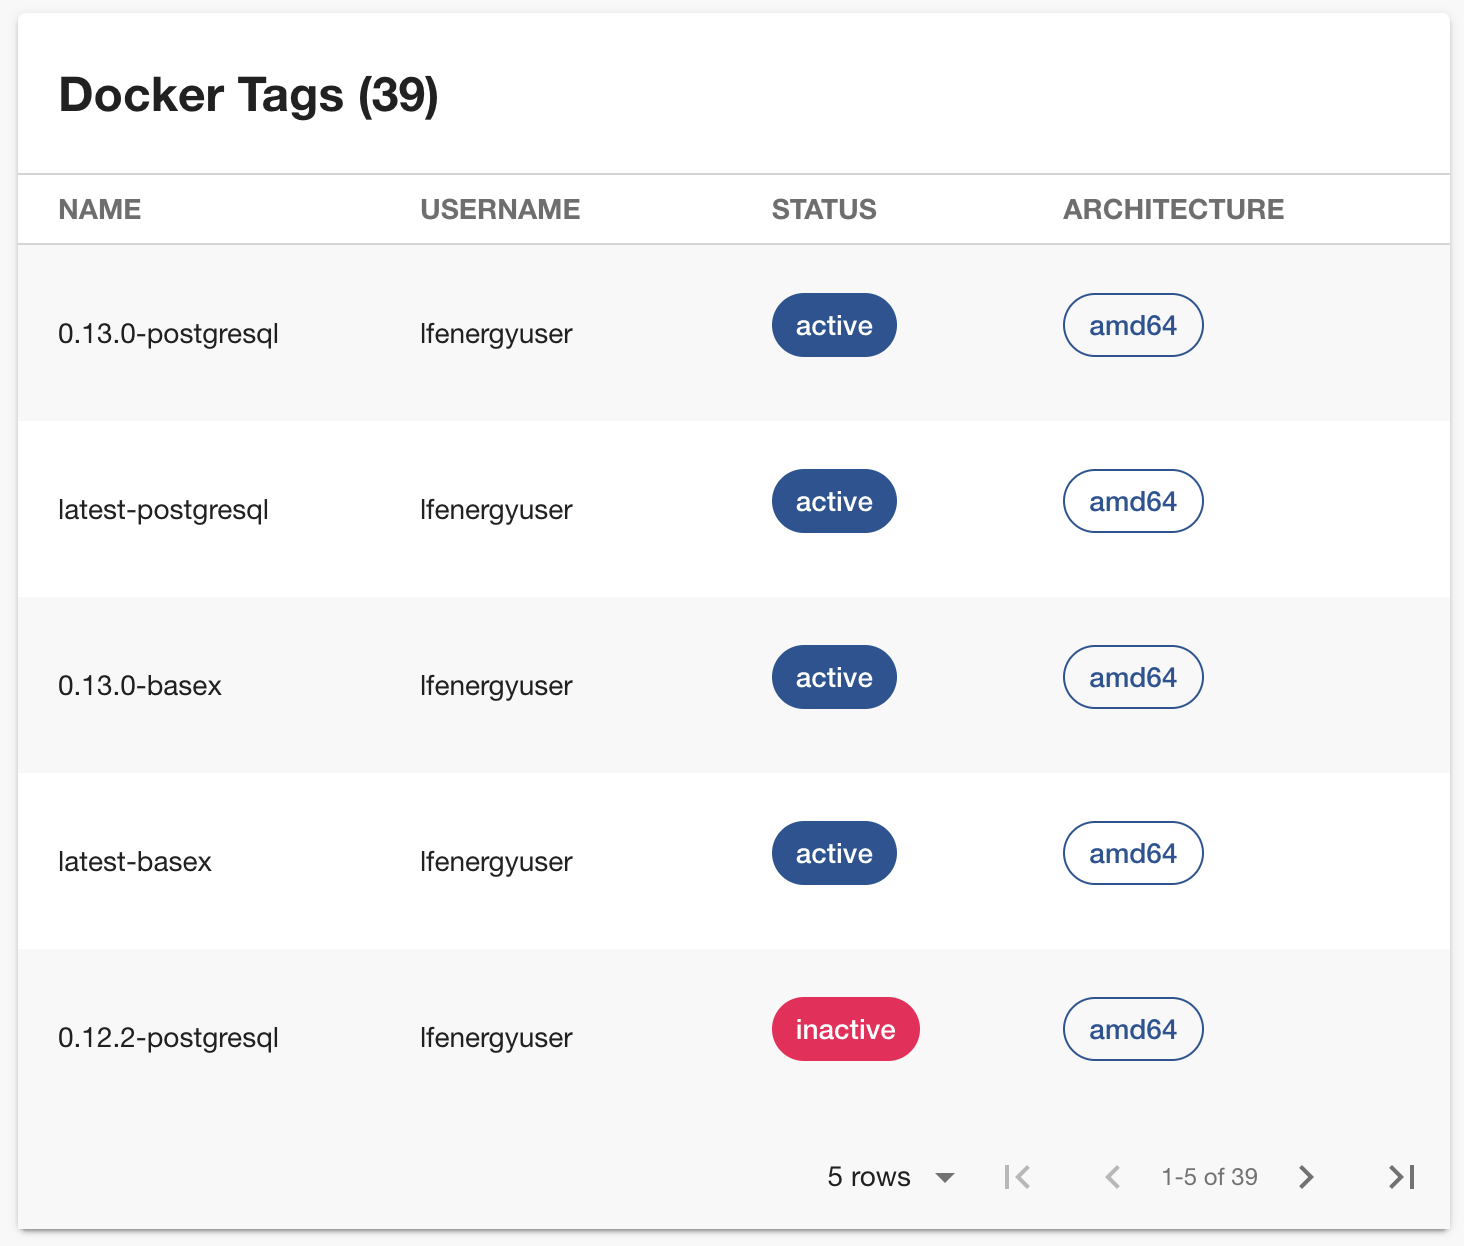 Docker Tags (39)
NAME USERNAME STATUS ARCHITECTURE
0.13.0-postgresql lfenergyuser active amd64
latest-postgresql lfenergyuser active amd64
0.13.0-basex lfenergyuser active amd64
latest-basex lfenergyuser active amd64
0.12.2-postgresql lfenergyuser inactive amd64
5 rows 1-5 of 39